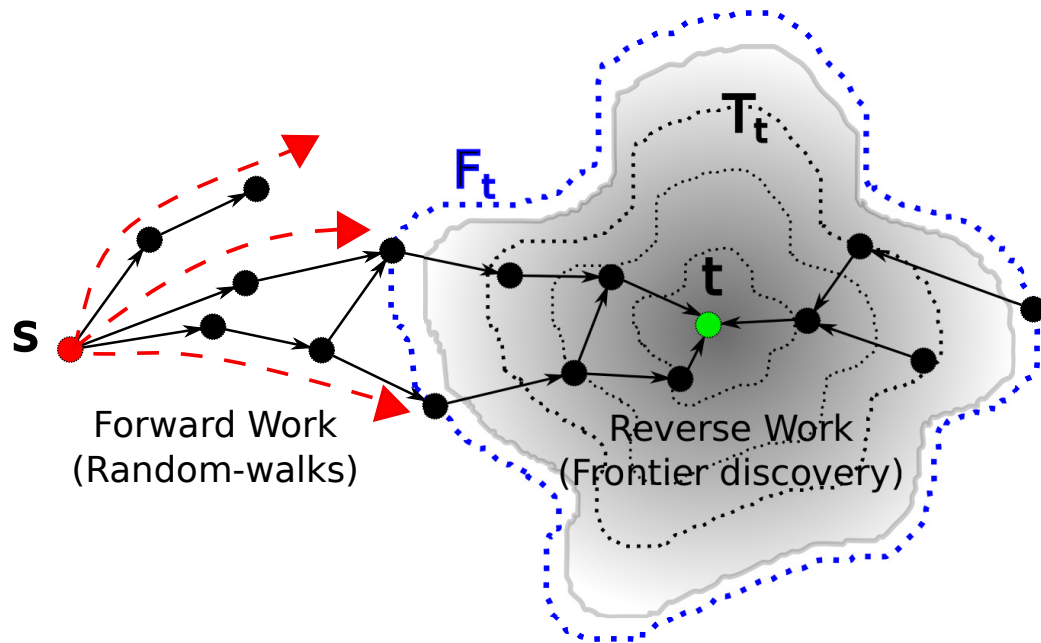 T_t
F_t
t
s
Forward Work
(Random-walks)
Reverse Work
(Frontier discovery)